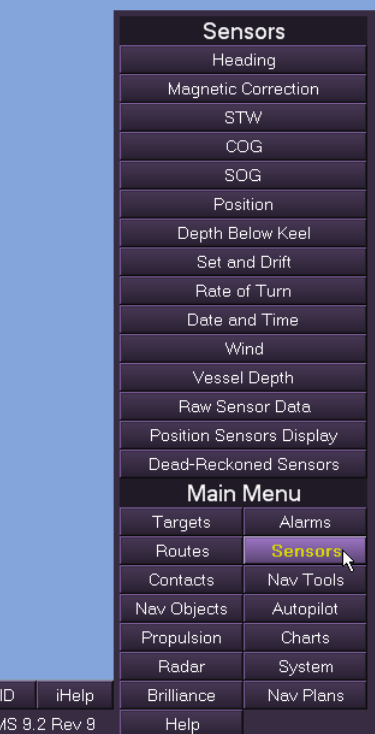 Sensors
Heading
Magnetic Correction
STW
COG
SOG
Position
Depth Below Keel
Set and Drift
Rate of Turn
Date and Time
Wind
Vessel Depth
Raw Sensor Data
Position Sensors Display
Dead-Reckoned Sensors
Main Menu
Targets Alarms
Routes Sensors
Contacts Nav Tools
Nav Objects Autopilot
Propulsion Charts
Radar System
ID iHelp Brilliance Nav Plans
MS 9.2 Rev 9 Help